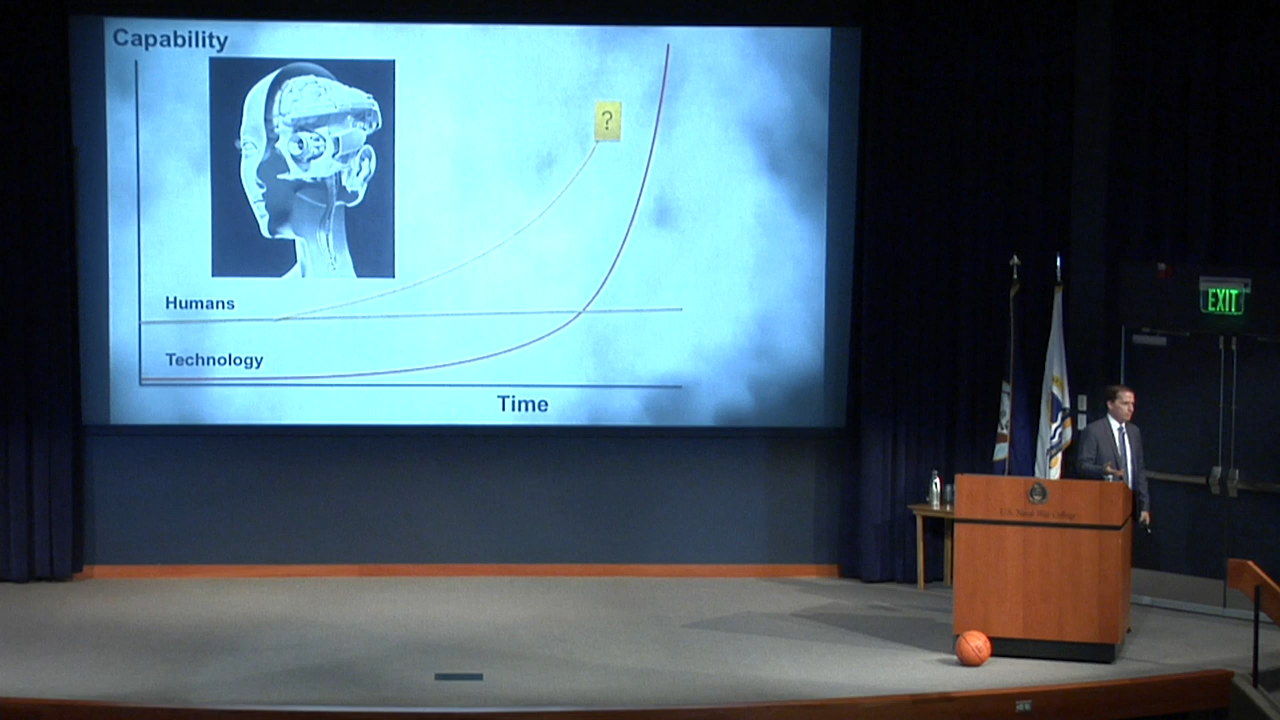 Capability
?
Humans
Technology
Time
EXIT
U.S. Naval War College